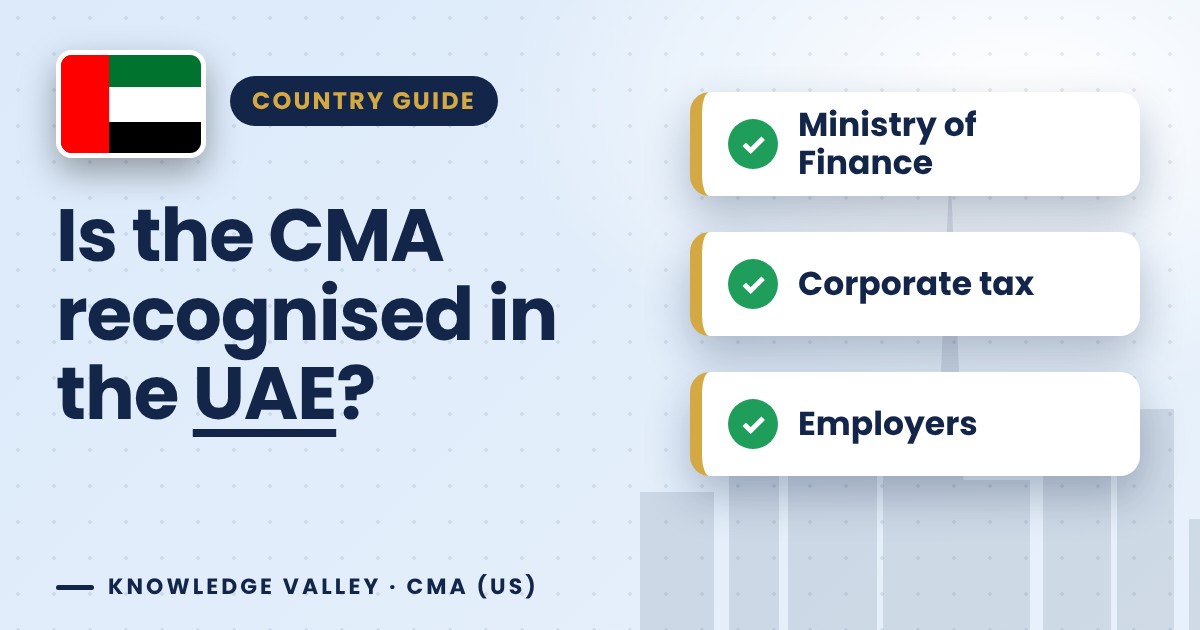 COUNTRY GUIDE
Is the CMA
recognised in
the UAE?
Ministry of
Finance
Corporate tax
Employers
KNOWLEDGE VALLEY · CMA (US)